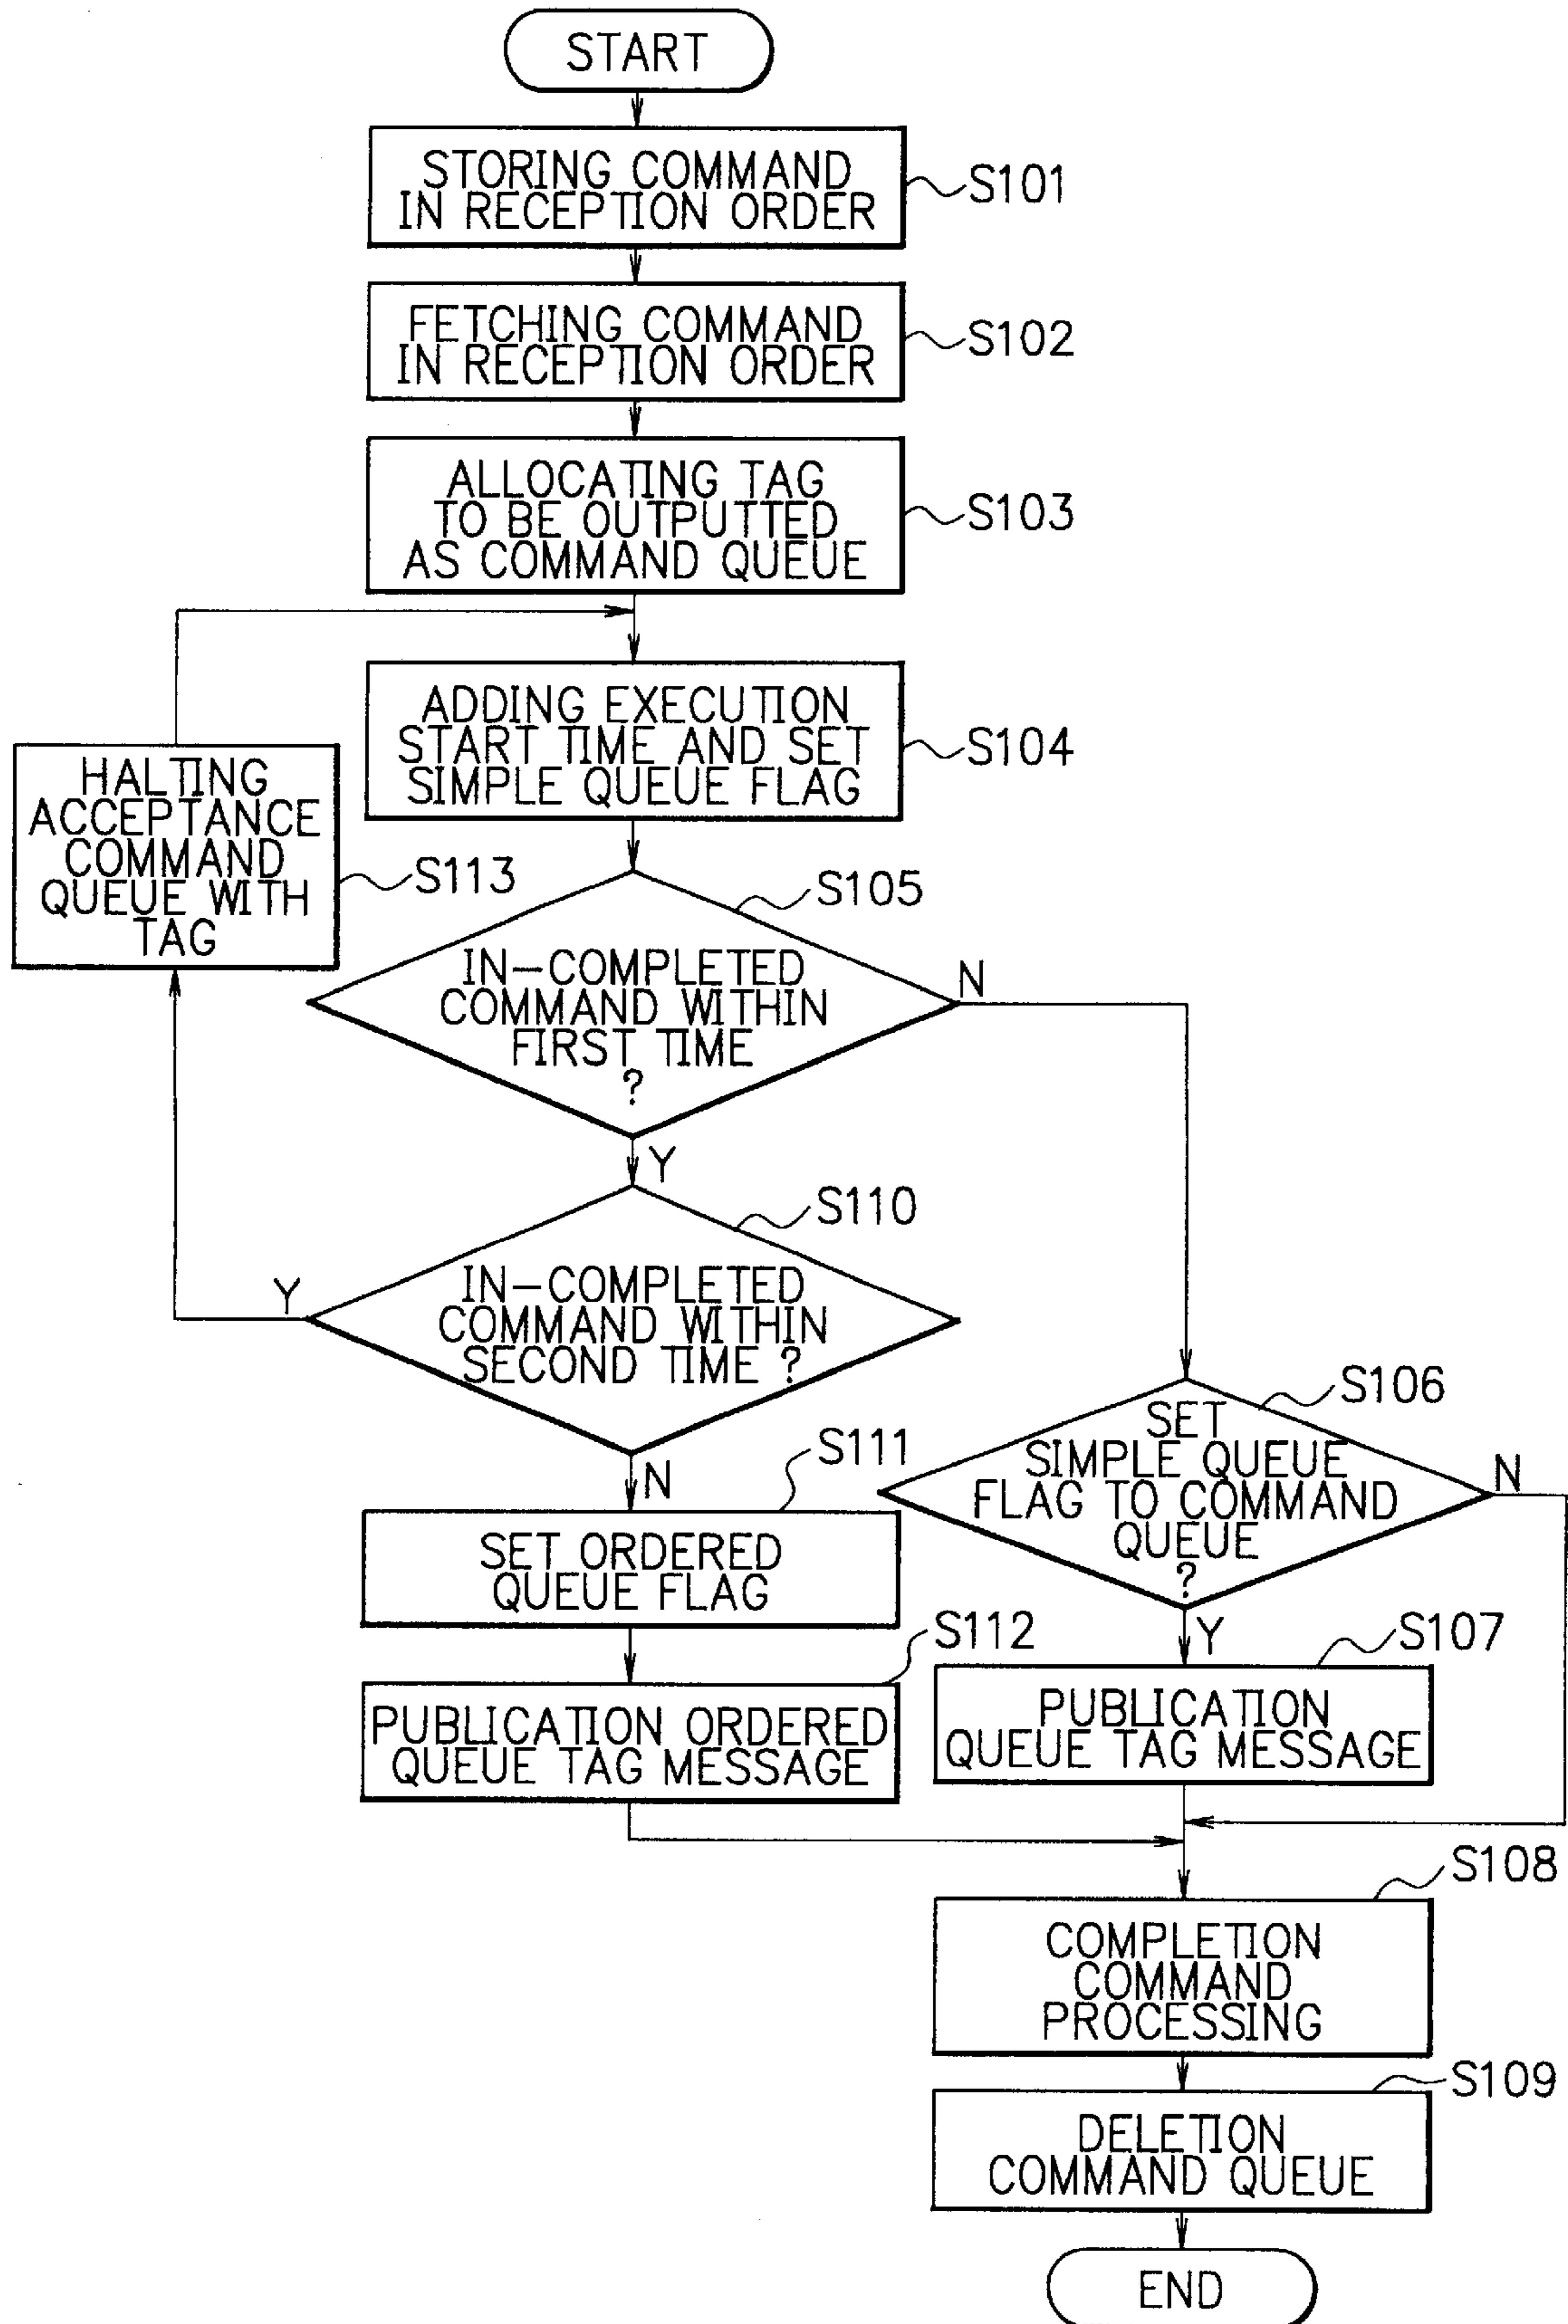 START
STORING COMMAND
IN RECEPTION ORDER
S101
FETCHING COMMAND
IN RECEPTION ORDER
S102
ALLOCATING TAG
TO BE OUTPUTTED
AS COMMAND QUEUE
S103
ADDING EXECUTION
START TIME AND SET
SIMPLE QUEUE FLAG
S104
HALTING
ACCEPTANCE
COMMAND
QUEUE WITH
TAG
S113
S105
IN-COMPLETED
COMMAND WITHIN
FIRST TIME
?
N
Y
S110
IN-COMPLETED
COMMAND WITHIN
SECOND TIME ?
Y
N
S106
SET
SIMPLE QUEUE
FLAG TO COMMAND
QUEUE
?
N
Y
S111
SET ORDERED
QUEUE FLAG
S112
PUBLICATION ORDERED
QUEUE TAG MESSAGE
S107
PUBLICATION
QUEUE TAG MESSAGE
S108
COMPLETION
COMMAND
PROCESSING
S109
DELETION
COMMAND QUEUE
END